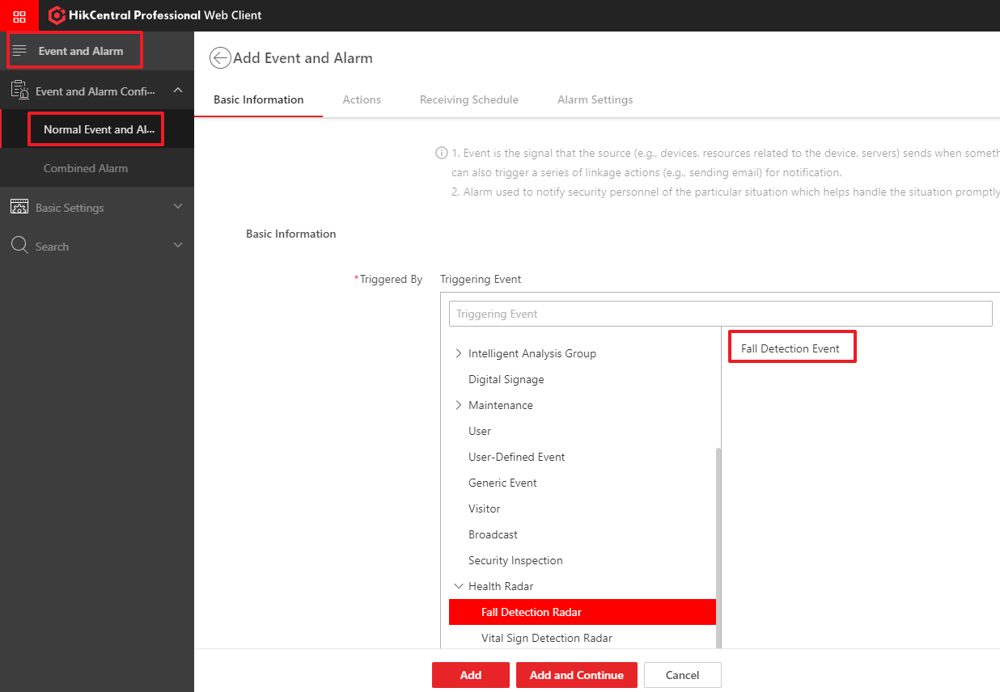 HikCentral Professional Web Client
Event and Alarm
Event and Alarm Confi...
Normal Event and Al...
Combined Alarm
Basic Settings
Search
Add Event and Alarm
Basic Information
Actions
Receiving Schedule
Alarm Settings
1. Event is the signal that the source (e.g., devices, resources related to the device, servers) sends when someth
can also trigger a series of linkage actions (e.g., sending email) for notification.
2. Alarm used to notify security personnel of the particular situation which helps handle the situation promptly
Basic Information
*Triggered By
Triggering Event
Triggering Event
Intelligent Analysis Group
Digital Signage
Maintenance
User
User-Defined Event
Generic Event
Visitor
Broadcast
Security Inspection
Health Radar
Fall Detection Radar
Vital Sign Detection Radar
Fall Detection Event
Add
Add and Continue
Cancel